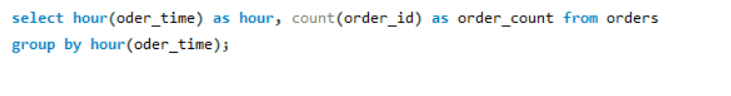 select hour(oder_time) as hour, count(order_id) as order_count from orders
group by hour(oder_time);